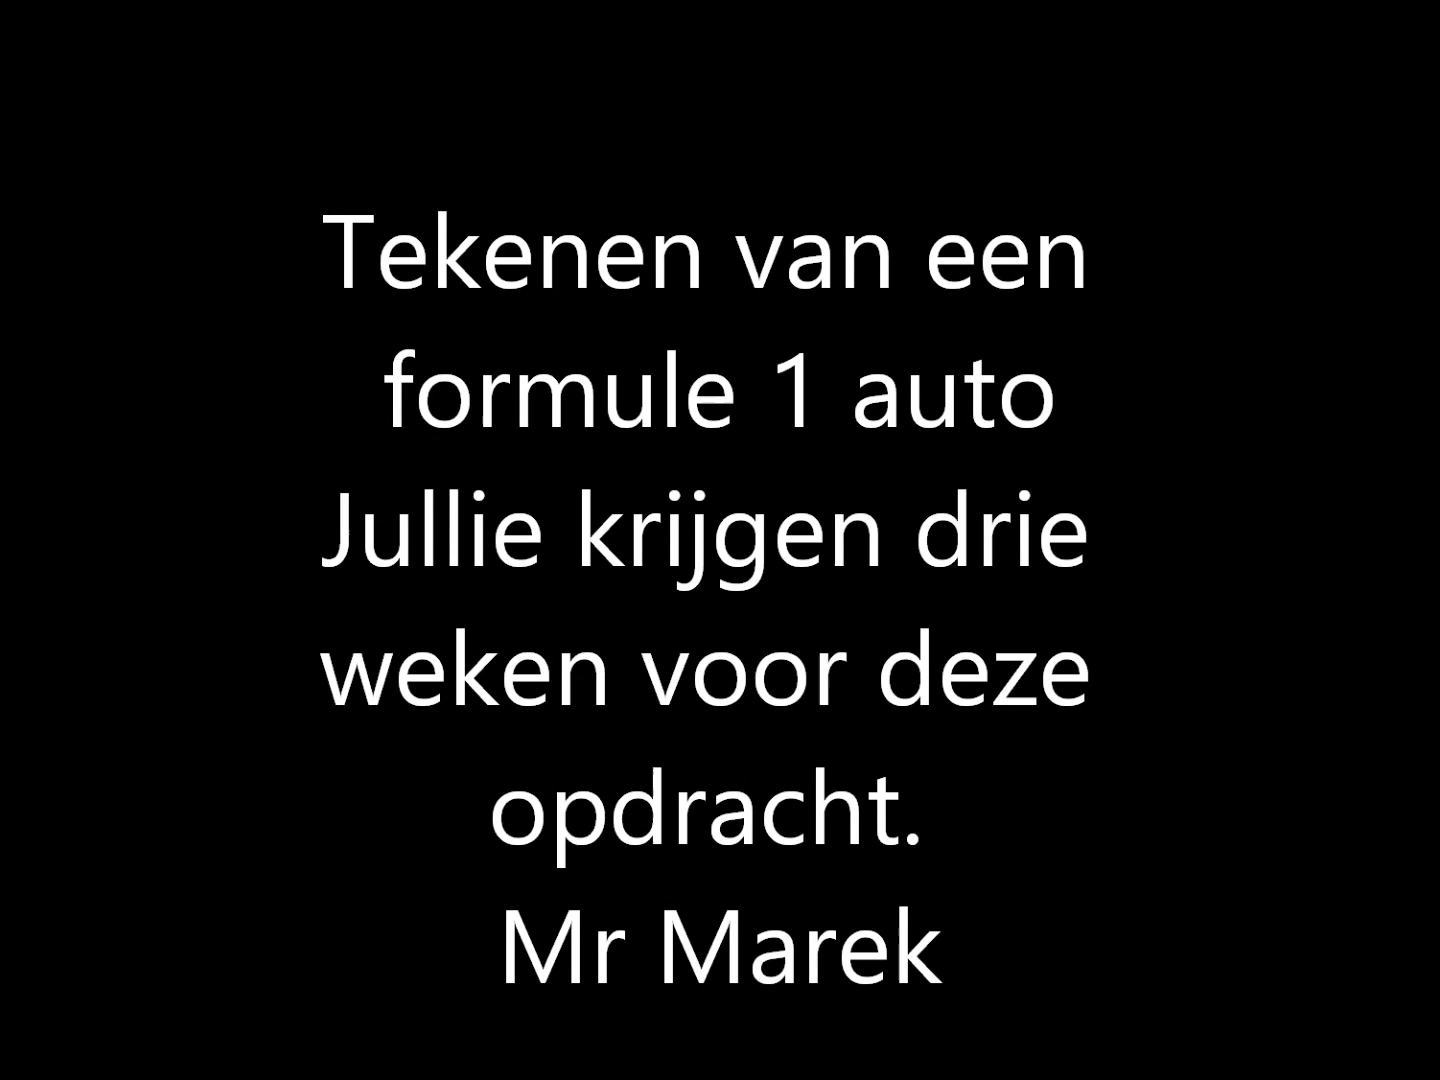 Tekenen van een
formule 1 auto
Jullie krijgen drie
weken voor deze
opdracht.
Mr Marek